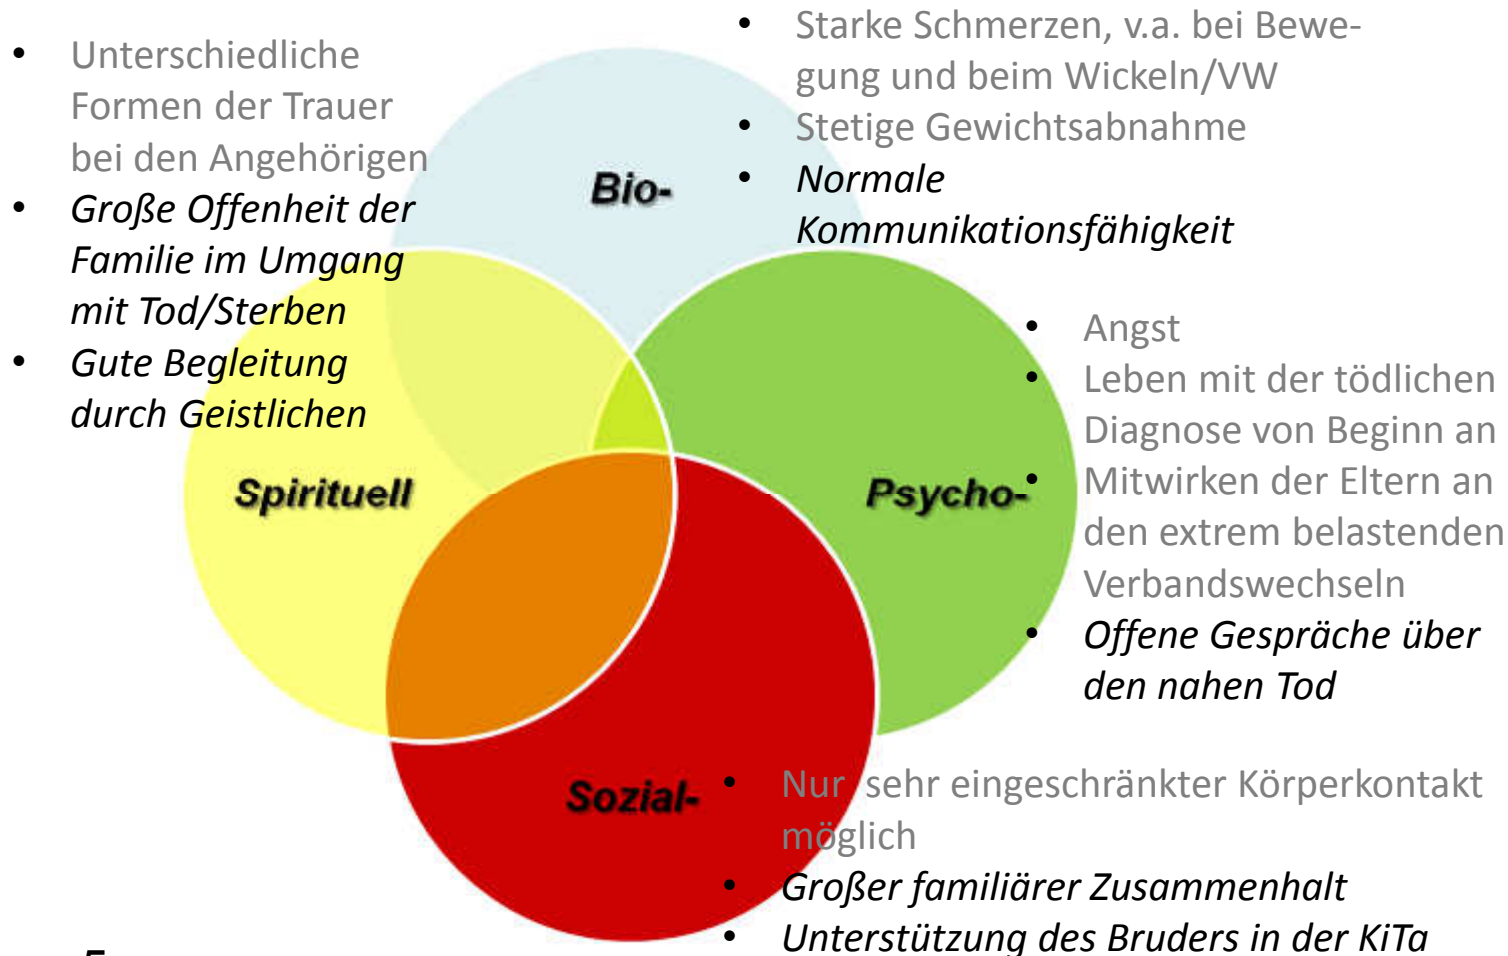 • Unterschiedliche
Formen der Trauer
bei den Angehörigen
• Große Offenheit der
Familie im Umgang
mit Tod/Sterben
• Gute Begleitung
durch Geistlichen
• Starke Schmerzen, v.a. bei Bewe-
gung und beim Wickeln/VW
• Stetige Gewichtsabnahme
• Normale
Kommunikationsfähigkeit
Bio-
• Angst
• Leben mit der tödlichen
Diagnose von Beginn an
• Mitwirken der Eltern an
den extrem belastenden
Verbandswechseln
• Offene Gespräche über
den nahen Tod
Spirituell
Psycho-
Sozial-
• Nur sehr eingeschränkter Körperkontakt
möglich
• Großer familiärer Zusammenhalt
• Unterstützung des Bruders in der KiTa